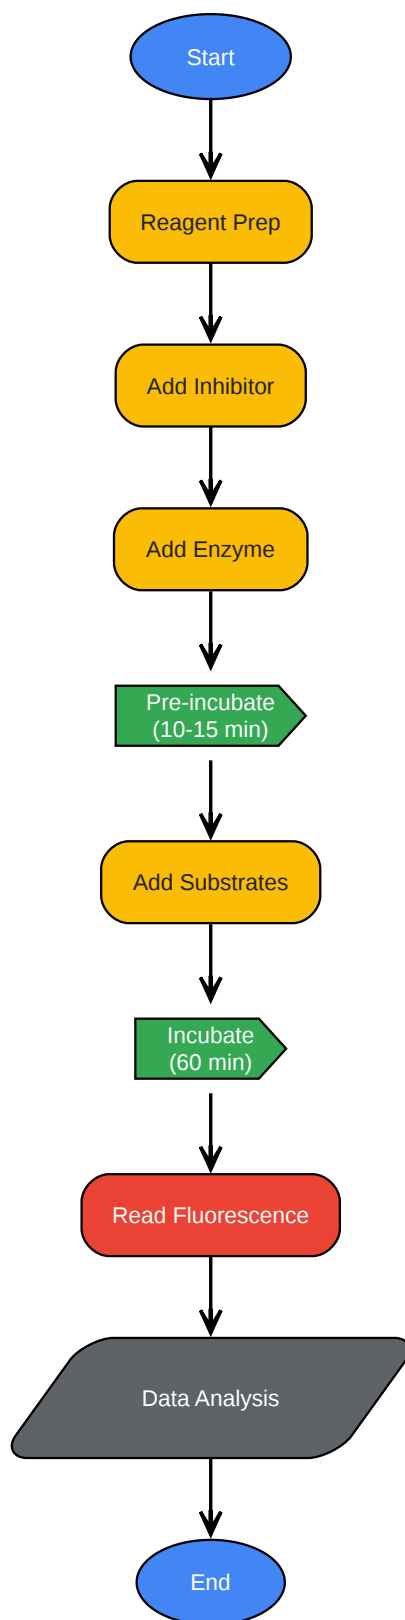 Start
Reagent Prep
Add Inhibitor
Add Enzyme
Pre-incubate
(10-15 min)
Add Substrates
Incubate
(60 min)
Read Fluorescence
Data Analysis
End